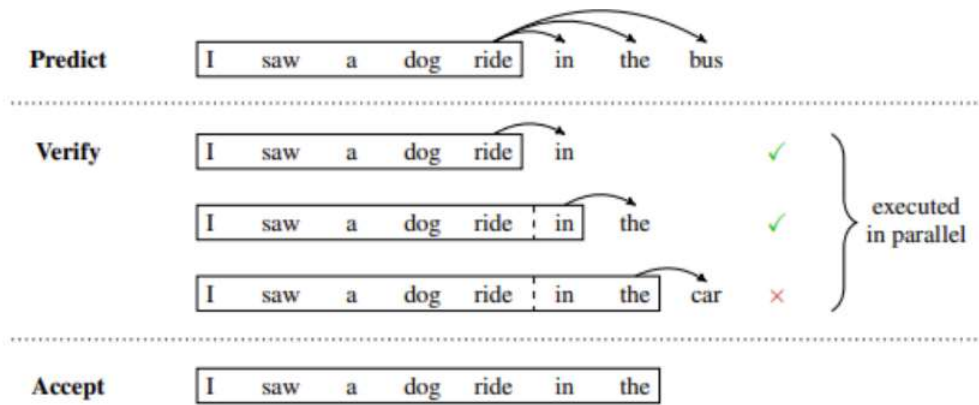 Predict I saw a dog ride in the bus
Verify I saw a dog ride in ✓
I saw a dog ride in the ✓
I saw a dog ride in the car ×
executed
in parallel
Accept I saw a dog ride in the